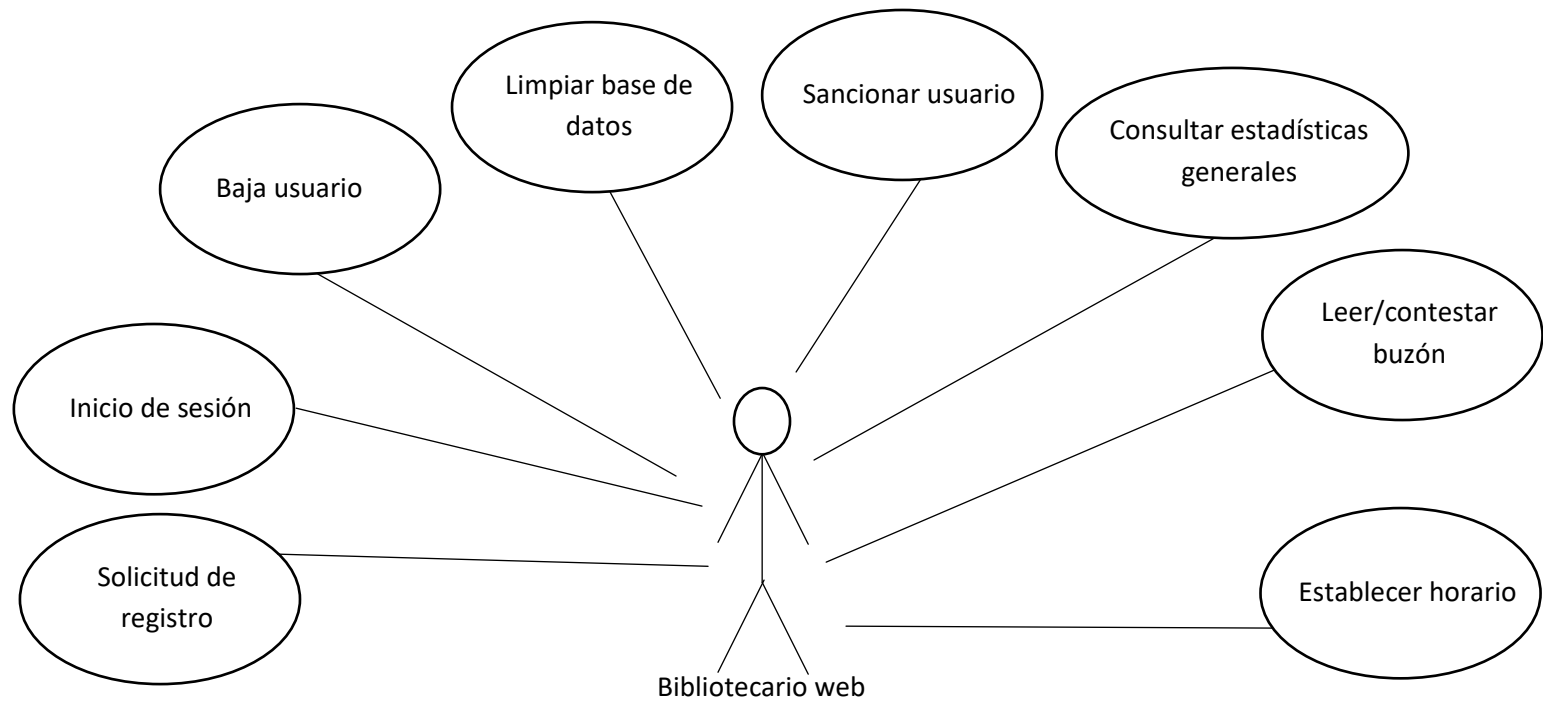 Limpiar base de
datos
Sancionar usuario
Consultar estadísticas
generales
Baja usuario
Leer/contestar
buzón
Inicio de sesión
Solicitud de
registro
Establecer horario
Bibliotecario web